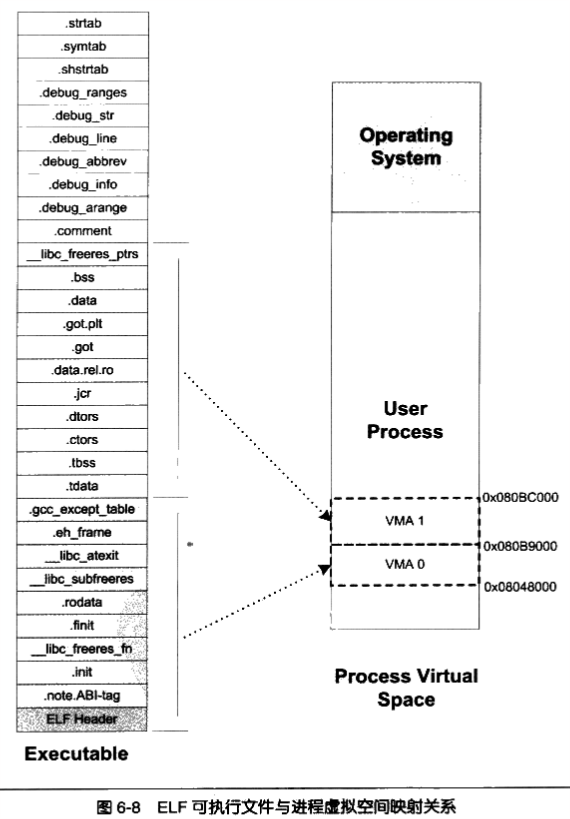 .strtab
.symtab
.shstrtab
.debug_ranges
.debug_str
.debug_line
.debug_abbrev
.debug_info
.debug_arange
.comment
__libc_freeres_ptrs
.bss
.data
.got.plt
.got
.data.rel.ro
.jcr
.dtors
.ctors
.tbss
.tdata
.gcc_except_table
.eh_frame
__libc_atexit
__libc_subfreeres
.rodata
.finit
__libc_freeres_fn
.init
.note.ABI-tag
ELF Header
Executable
Operating
System
User
Process
0x080BC000
VMA 1
0x080B9000
VMA 0
0x08048000
Process Virtual
Space
图 6-8 ELF 可执行文件与进程虚拟空间映射关系